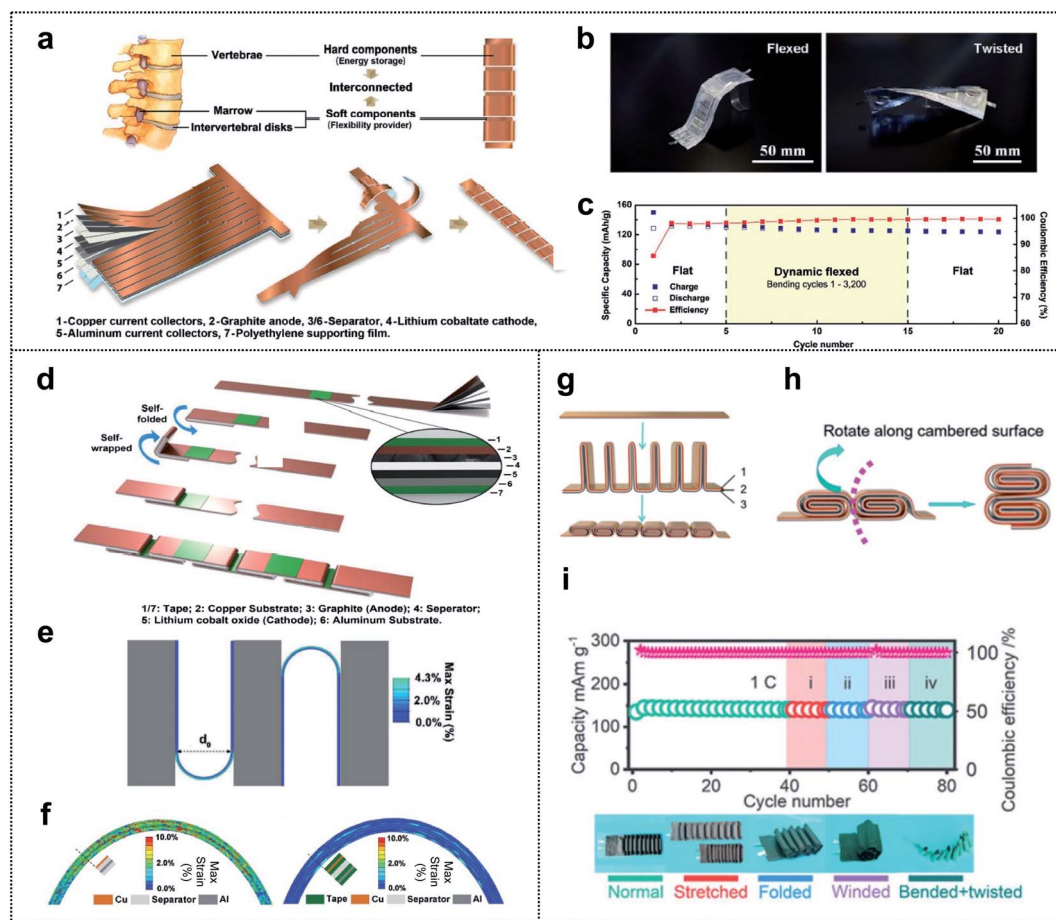 a
Vertebrae
Hard components
(Energy storage)
Interconnected
Marrow
Intervertebral disks
Soft components
(Flexibility provider)
1
2
3
4
5
6
7
1-Copper current collectors, 2-Graphite anode, 3/6-Separator, 4-Lithium cobaltate cathode,
5-Aluminum current collectors, 7-Polyethylene supporting film.
b
Flexed
50 mm
Twisted
50 mm
c
Specific Capacity (mAh/g)
160
120
80
40
0
Flat
Dynamic flexed
Bending cycles 1 - 3,200
Flat
Charge
Discharge
Efficiency
0
5
10
15
20
Cycle number
100
90
80
70
60
Coulombic Efficiency (%)
d
Self-
folded
Self-
wrapped
1
2
3
4
5
6
7
1/7: Tape; 2: Copper Substrate; 3: Graphite (Anode); 4: Seperator;
5: Lithium cobalt oxide (Cathode); 6: Aluminum Substrate.
e
d0
4.3%
2.0%
0.0%
Max Strain (%)
f
10.0%
2.0%
0.0%
Max
Strain
(%)
Cu Separator Al
10.0%
2.0%
0.0%
Max
Strain
(%)
Tape Cu Separator Al
g
1
2
3
h
Rotate along cambered surface
i
Capacity mAm g-1
300
200
100
0
1 C
i
ii
iii
iv
100
50
0
Coulombic efficiency /%
0
20
40
60
80
Cycle number
Normal
Stretched
Folded
Winded
Bended+twisted